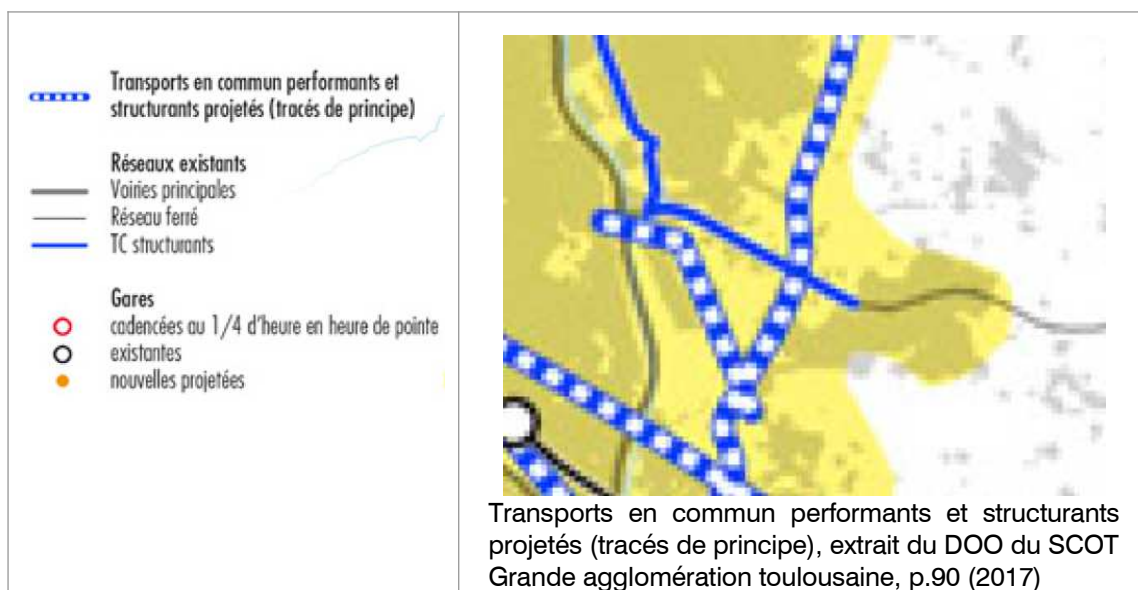 Transports en commun performants et
structurants projetés (tracés de principe)
Réseaux existants
Voiries principales
Réseau ferré
TC structurants
Gares
cadencées au 1/4 d'heure en heure de pointe
existantes
nouvelles projetées
Transports en commun performants et structurants
projetés (tracés de principe), extrait du DOO du SCOT
Grande agglomération toulousaine, p.90 (2017)